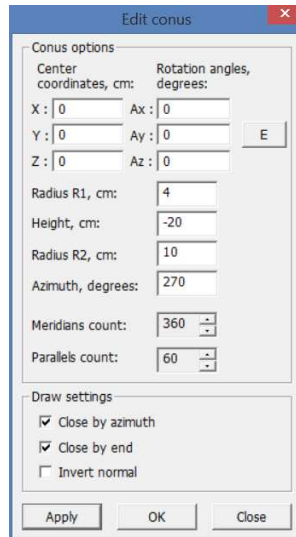 Edit conus
×
Conus options
Center coordinates, cm:
Rotation angles, degrees:
X : 0 Ax : 0
Y : 0 Ay : 0 E
Z : 0 Az : 0
Radius R1, cm: 4
Height, cm: -20
Radius R2, cm: 10
Azimuth, degrees: 270
Meridians count: 360
Parallels count: 60
Draw settings
Close by azimuth
Close by end
Invert normal
Apply OK Close